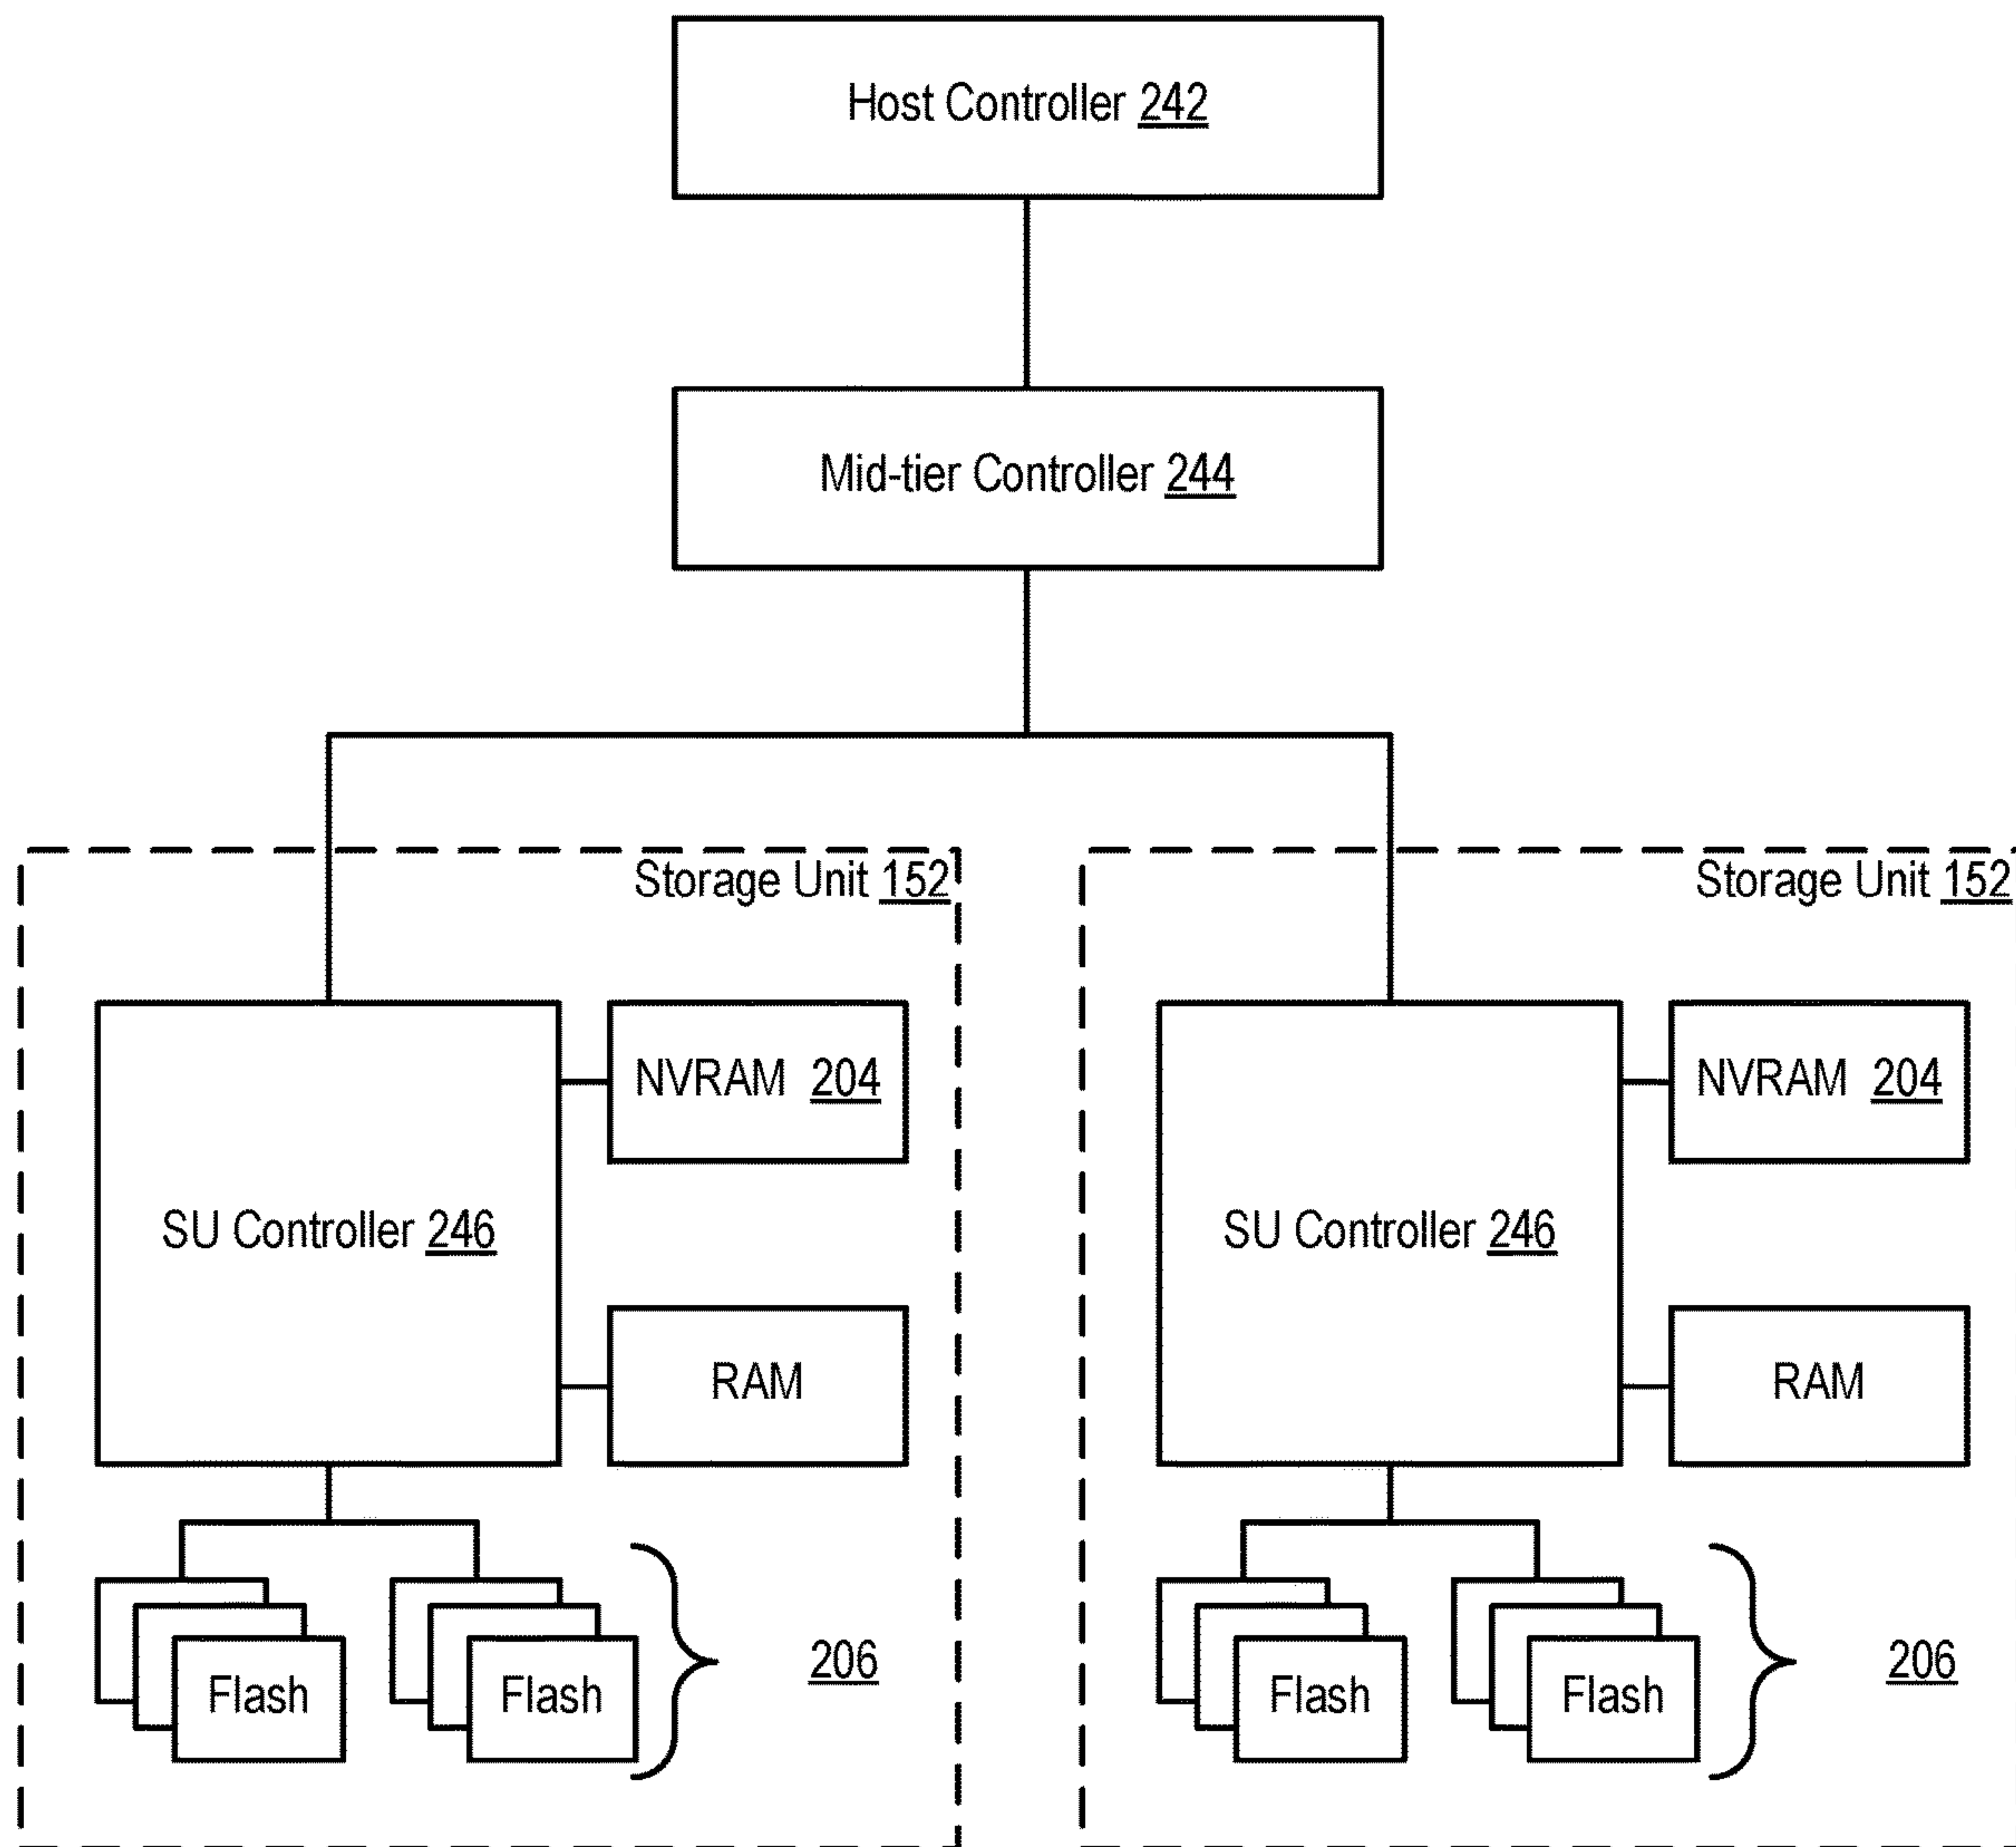 Host Controller 242
Mid-tier Controller 244
Storage Unit 152
Storage Unit 152
NVRAM 204
NVRAM 204
SU Controller 246
SU Controller 246
RAM
RAM
Flash
Flash
206
Flash
Flash
206